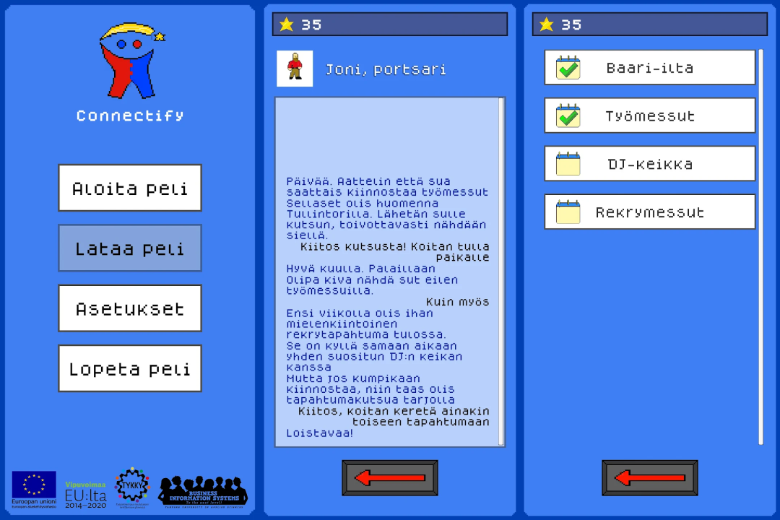 Connectify
Aloita peli
Lataa peli
Asetukset
Lopeta peli
European union
Vipuvoimaa
EU:lta
2014–2020
TYKKY
BUSINESS
INFORMATION SYSTEMS
35
Joni, portsari
Päivää. Aattelin että sua
saattais kiinnostaa työmessut
Sellaset olis huomenna
Tullintorilla. Lähetän sulle
kutsun, toivottavasti nähdään
siellä.
Kiitos kutsusta! Koitan tulla
paikalle
Hyvä kuulla. Palaillaan
Olipa kiva nähdä sut eilen
työmessuilla.
Kuin myös
Ensi viikolla olis ihan
mielenkiintoinen
rekrytapahtuma tulossa.
Se on kyllä samaan aikaan
yhden suositun DJ:n keikan
kanssa
Mutta jos kumpikaan
kiinnostaa, niin taas olis
tapahtumakutsua tarjolla
Kiitos, koitan keretä ainakin
toiseen tapahtumaan
Loistavaa!
35
Baari-ilta
Työmessut
DJ-keikka
Rekrymessut